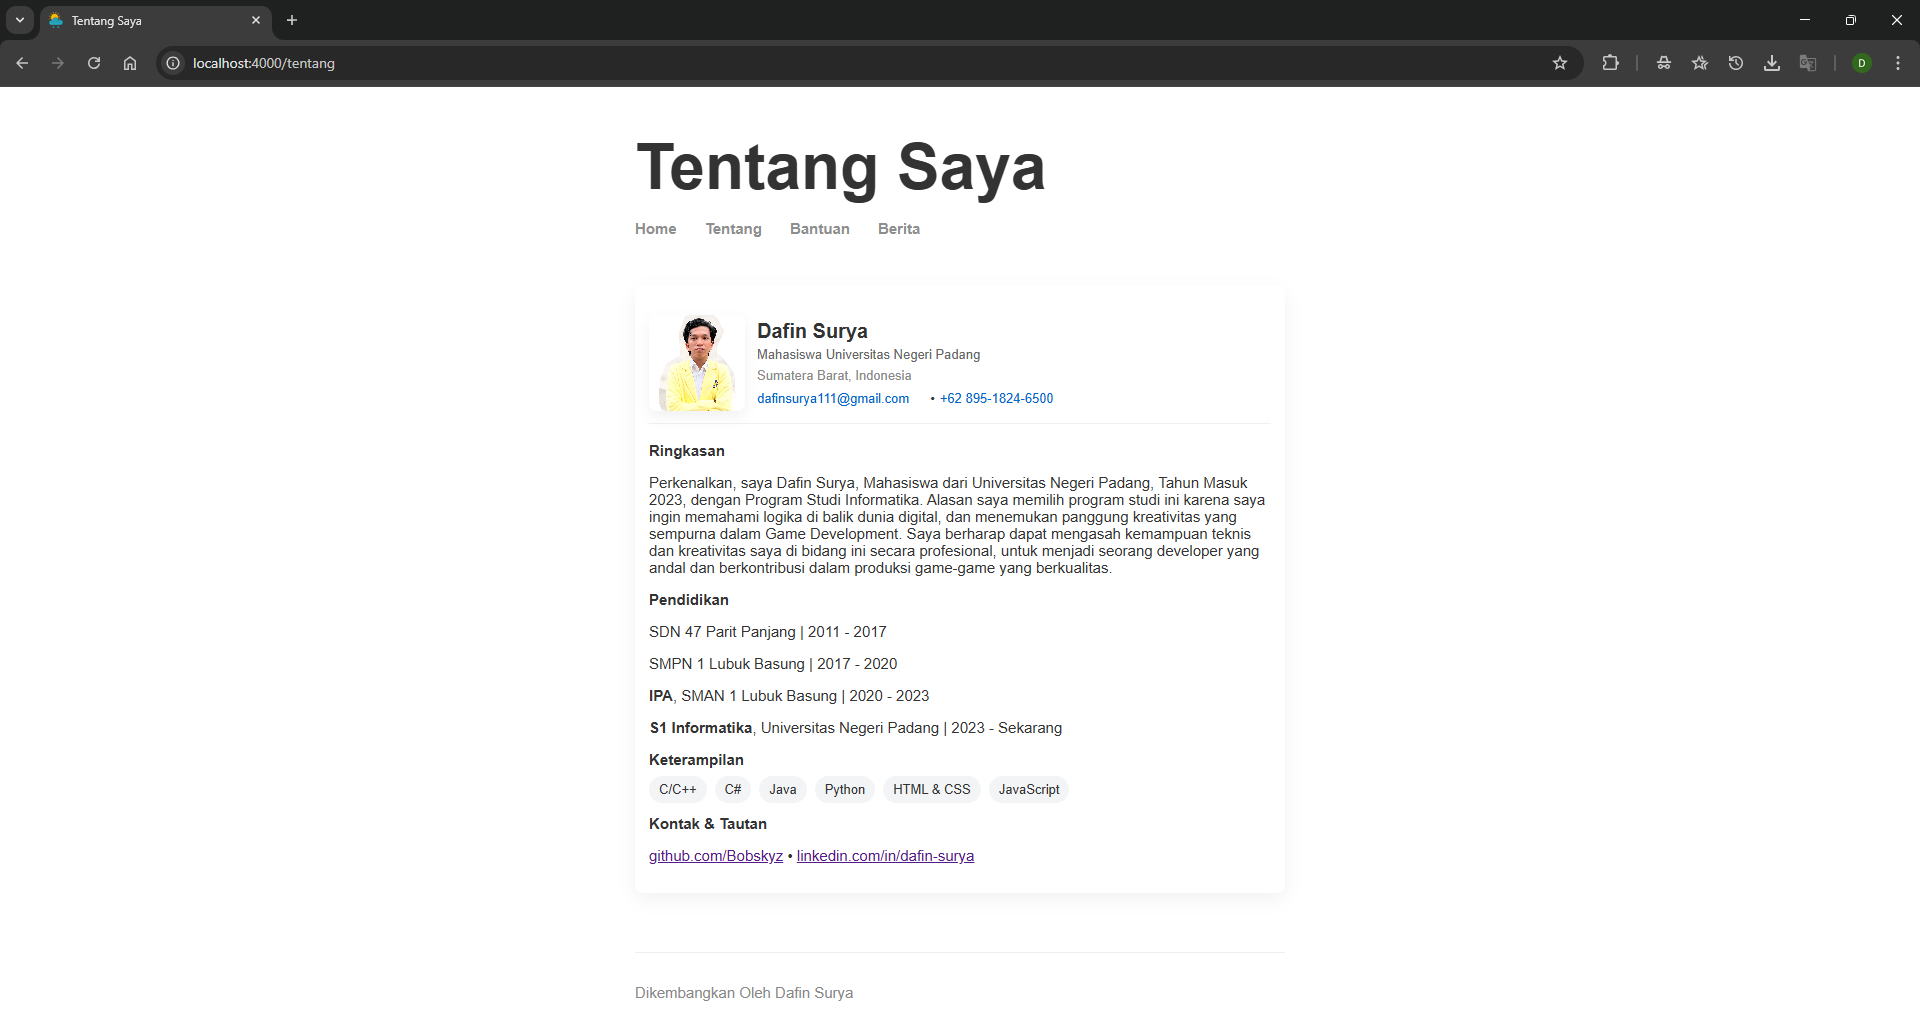 Tentang Saya
localhost:4000/tentang
D
Tentang Saya
Home Tentang Bantuan Berita
Dafin Surya
Mahasiswa Universitas Negeri Padang
Sumatera Barat, Indonesia
dafinsurya111@gmail.com • +62 895-1824-6500
Ringkasan
Perkenalkan, saya Dafin Surya, Mahasiswa dari Universitas Negeri Padang, Tahun Masuk
2023, dengan Program Studi Informatika. Alasan saya memilih program studi ini karena saya
ingin memahami logika di balik dunia digital, dan menemukan panggung kreativitas yang
sempurna dalam Game Development. Saya berharap dapat mengasah kemampuan teknis
dan kreativitas saya di bidang ini secara profesional, untuk menjadi seorang developer yang
andal dan berkontribusi dalam produksi game-game yang berkualitas.
Pendidikan
SDN 47 Parit Panjang | 2011 - 2017
SMPN 1 Lubuk Basung | 2017 - 2020
IPA, SMAN 1 Lubuk Basung | 2020 - 2023
S1 Informatika, Universitas Negeri Padang | 2023 - Sekarang
Keterampilan
C/C++ C# Java Python HTML & CSS JavaScript
Kontak & Tautan
github.com/Bobskyz • linkedin.com/in/dafin-surya
Dikembangkan Oleh Dafin Surya